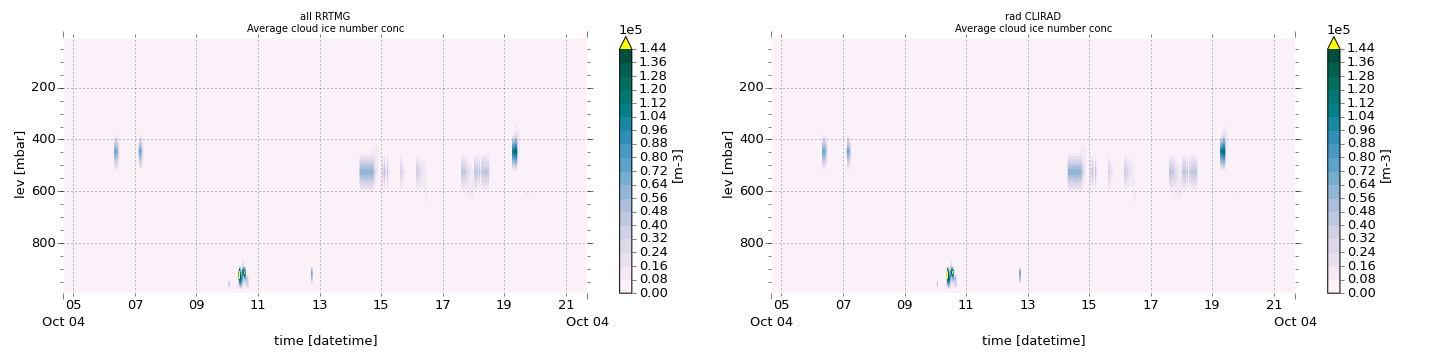 all RRTMG
Average cloud ice number conc
1e5
1.44
1.36
1.28
1.20
1.12
1.04
0.96
0.88
0.80
0.72
0.64
0.56
0.48
0.40
0.32
0.24
0.16
0.08
0.00
[m-3]
200
400
600
800
lev [mbar]
05 07 09 11 13 15 17 19 21
Oct 04 Oct 04
time [datetime]
rad CLIRAD
Average cloud ice number conc
1e5
1.44
1.36
1.28
1.20
1.12
1.04
0.96
0.88
0.80
0.72
0.64
0.56
0.48
0.40
0.32
0.24
0.16
0.08
0.00
[m-3]
200
400
600
800
lev [mbar]
05 07 09 11 13 15 17 19 21
Oct 04 Oct 04
time [datetime]